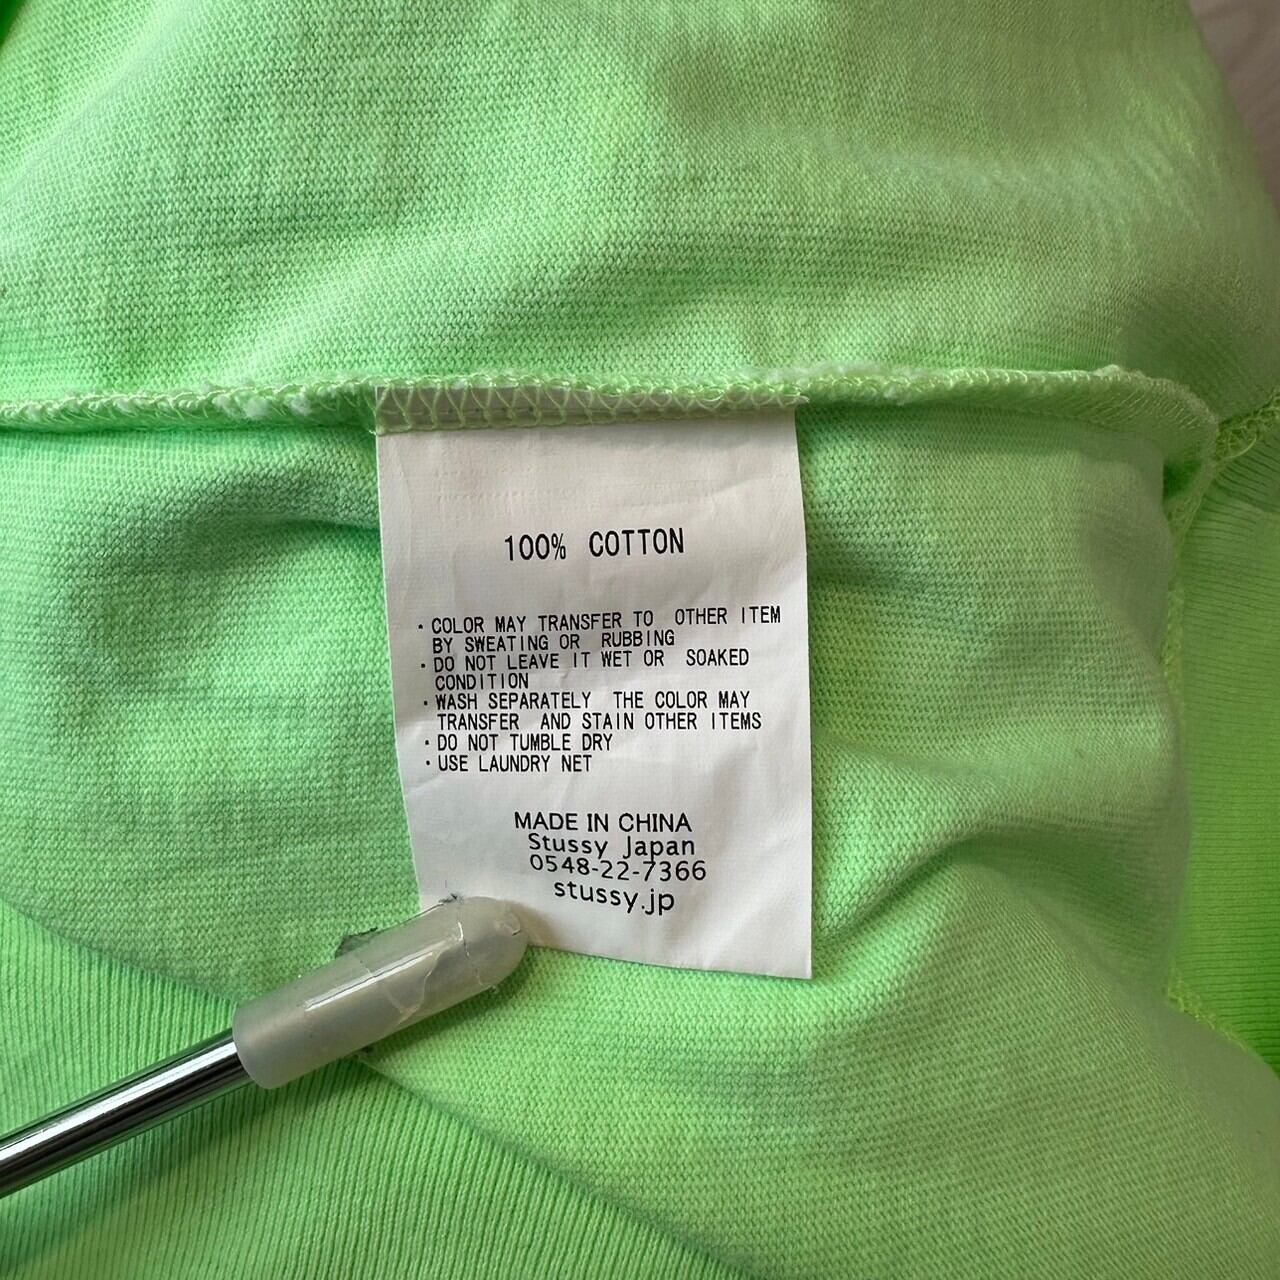 100% COTTON
・COLOR MAY TRANSFER TO OTHER ITEM
BY SWEATING OR RUBBING
・DO NOT LEAVE IT WET OR SOAKED
CONDITION
・WASH SEPARATELY THE COLOR MAY
TRANSFER AND STAIN OTHER ITEMS
・DO NOT TUMBLE DRY
・USE LAUNDRY NET
MADE IN CHINA
Stussy Japan
0548-22-7366
stussy.jp